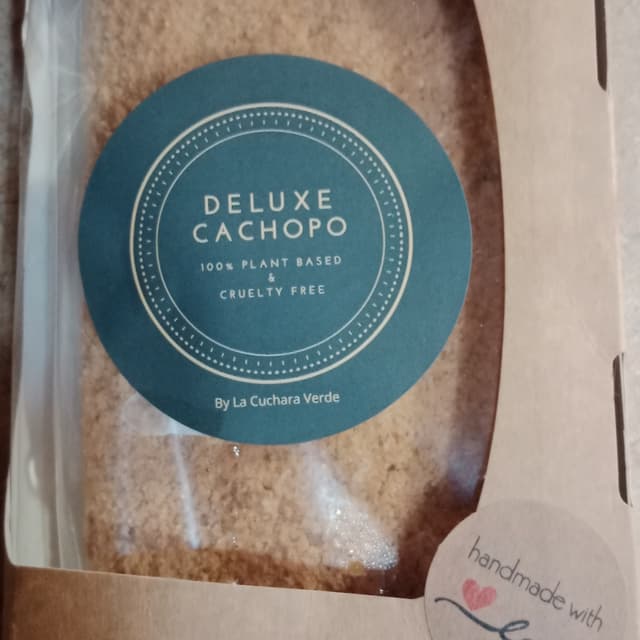 DELUXE
CACHOPO
100% PLANT BASED
&
CRUELTY FREE
By La Cuchara Verde
handmade with